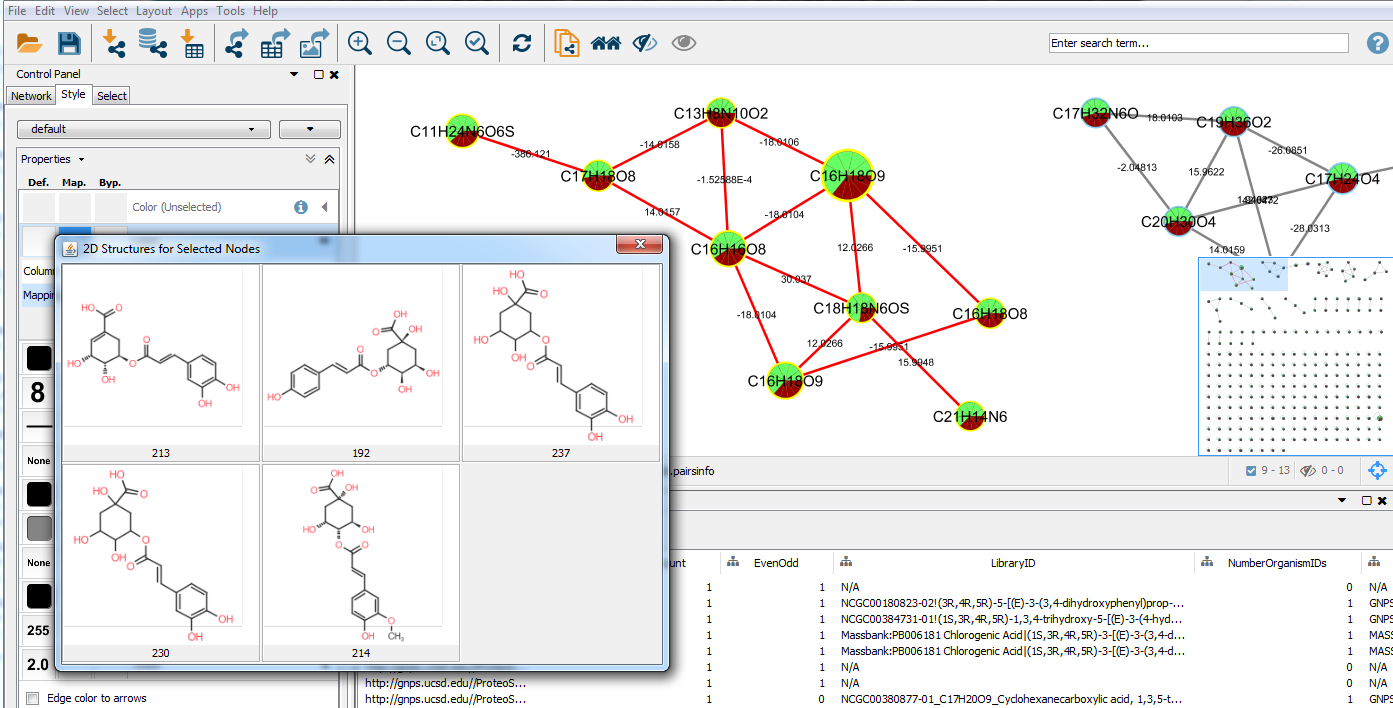 File Edit View Select Layout Apps Tools Help
Enter search term...
?
Control Panel
Network Style Select
default
Properties
Def. Map. Byp.
Color (Unselected)
i
Colum
Mappin
8
None
None
255
2.0
Edge color to arrows
C11H24N6O6S
-386.121
C17H18O8
C13H8N10O2
-14.0158
-18.0106
-1.52588E-4
14.0157
-18.0104
C16H18O9
C16H16O8
12.0266
-15.9951
30.037
C18H18N6OS
C16H18O8
-18.0104
12.0266
-15.9951
15.9948
C16H18O9
C21H14N6
C17H32N6O
18.0103
C19H36O2
-26.0851
-2.04813
15.9622
C17H24O4
C20H30O4
14.0159
-28.0313
2D Structures for Selected Nodes
HO O O O HO OH OH OH
213
HO O O OH HO OH OH O
192
OH HO O HO OH O O OH OH
237
OH HO O HO OH O O OH OH
230
OH O OH HO OH O O O CH₃ OH
214
.pairsinfo
9 - 13 0 - 0
unt EvenOdd LibraryID NumberOrganismIDs
1 1 N/A 0 N/A
1 1 NCGC00180823-02!(3R,4R,5R)-5-[(E)-3-(3,4-dihydroxyphenyl)prop-... 1 GNPS
1 1 NCGC00384731-01!(1S,3R,4R,5R)-1,3,4-trihydroxy-5-[(E)-3-(4-hyd... 1 GNPS
1 1 Massbank:PB006181 Chlorogenic Acid|(1S,3R,4R,5R)-3-[(E)-3-(3,4-d... 1 MASS
1 1 Massbank:PB006181 Chlorogenic Acid|(1S,3R,4R,5R)-3-[(E)-3-(3,4-d... 1 MASS
1 1 N/A 0 N/A
http://gnps.ucsd.edu//ProteoS... 1 1 N/A 0 N/A
http://gnps.ucsd.edu//ProteoS... 1 0 NCGC00380877-01_C17H20O9_Cyclohexanecarboxylic acid, 1,3,5-t... 1 GNPS